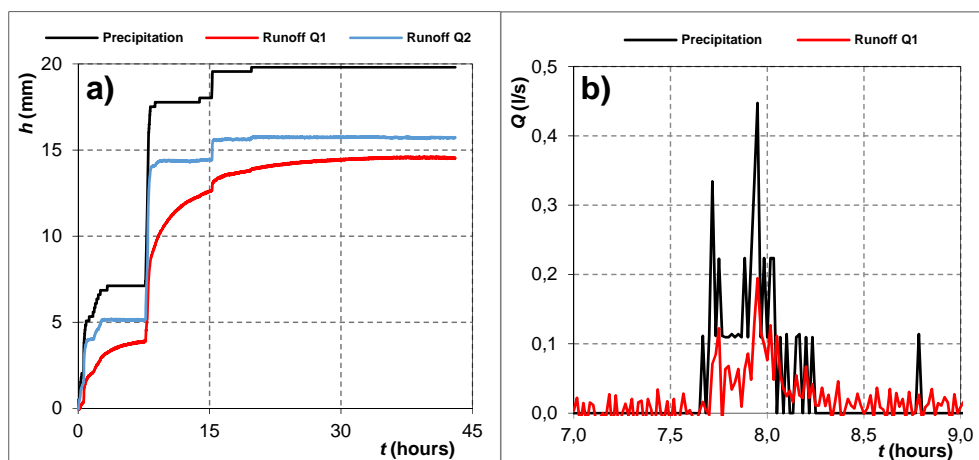 Precipitation Runoff Q1 Runoff Q2
a)
h (mm)
20
15
10
5
0
0 15 30 45
t (hours)
Precipitation Runoff Q1
b)
Q (l/s)
0,5
0,4
0,3
0,2
0,1
0,0
7,0 7,5 8,0 8,5 9,0
t (hours)